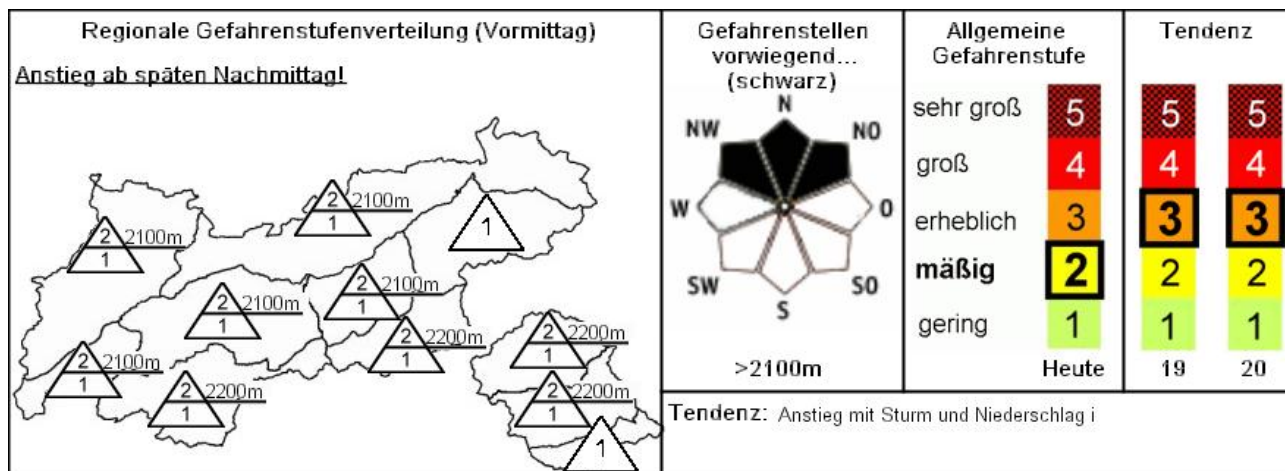 Regionale Gefahrenstufenverteilung (Vormittag)
Anstieg ab späten Nachmittag!
2 2100m
1
1
2 2100m
1
2 2100m
1
2 2100m
1
2 2200m
1
2 2200m
1
2 2100m
1
2 2200m
1
2 2200m
1
1
Gefahrenstellen
vorwiegend...
(schwarz)
N
NW NO
W O
SW SO
S
>2100m
Allgemeine
Gefahrenstufe
Tendenz
sehr groß 5 5 5
groß 4 4 4
erheblich 3 3 3
mäßig 2 2 2
gering 1 1 1
Heute 19 20
Tendenz: Anstieg mit Sturm und Niederschlag i